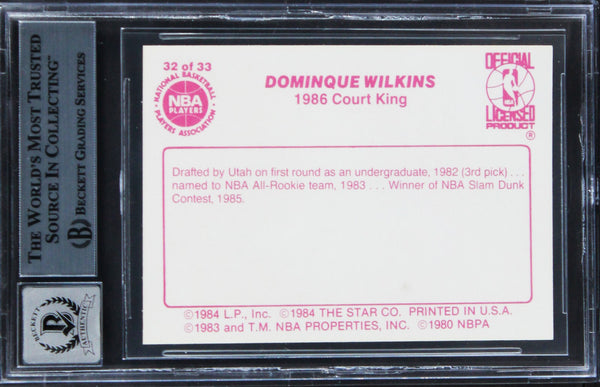 THE WORLD'S MOST TRUSTED
SOURCE IN COLLECTING™
BECKETT GRADING SERVICES
B
BECKETT
AUTHENTIC
32 of 33
NATIONAL BASKETBALL
NBA
PLAYERS
PLAYERS ASSOCIATION
DOMINQUE WILKINS
1986 Court King
OFFICIAL
NBA
LICENSED
PRODUCT
®
Drafted by Utah on first round as an undergraduate, 1982 (3rd pick) . . .
named to NBA All-Rookie team, 1983 . . . Winner of NBA Slam Dunk
Contest, 1985.
©1984 L.P., Inc. ©1984 THE STAR CO. PRINTED IN U.S.A.
©1983 and T.M. NBA PROPERTIES, INC. ©1980 NBPA